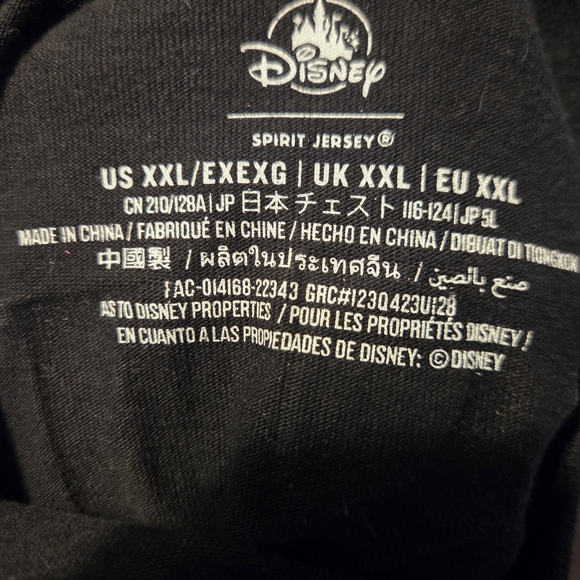 Disney
SPIRIT JERSEY®
US XXL/EXEXG | UK XXL | EU XXL
CN 210/128A | JP 日本 チェスト 116-124 | JP 5L
MADE IN CHINA / FABRIQUÉ EN CHINE / HECHO EN CHINA / DIBUAT DI TIONGKOK
中國製 / ผลิตในประเทศจีน / صنع بالصين
FAC-014168-22343 GRC#123Q423U128
AS TO DISNEY PROPERTIES / POUR LES PROPRIÉTÉS DISNEY /
EN CUANTO A LAS PROPIEDADES DE DISNEY: © DISNEY